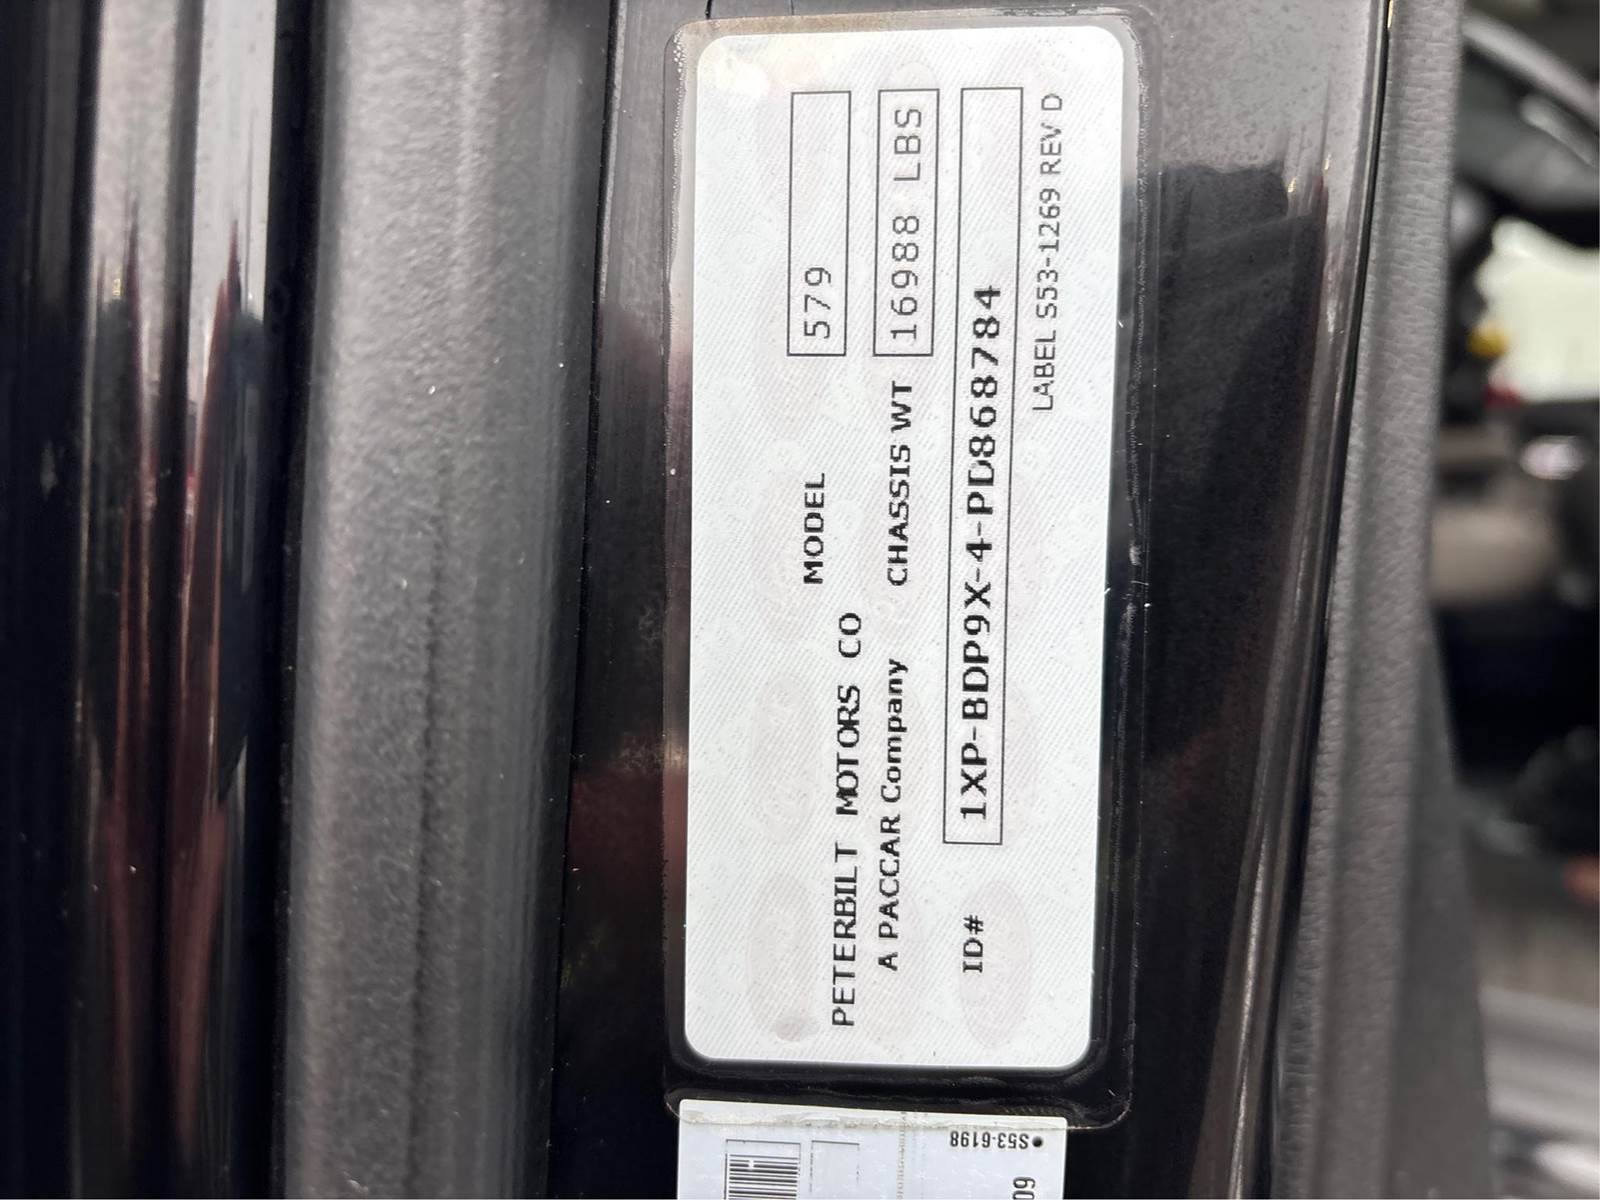 MODEL 579
PETERBILT MOTORS CO
A PACCAR Company CHASSIS WT 16988 LBS
ID# 1XP-BDP9X-4-PD868784
LABEL S53-1269 REV D
•S53-6198
09